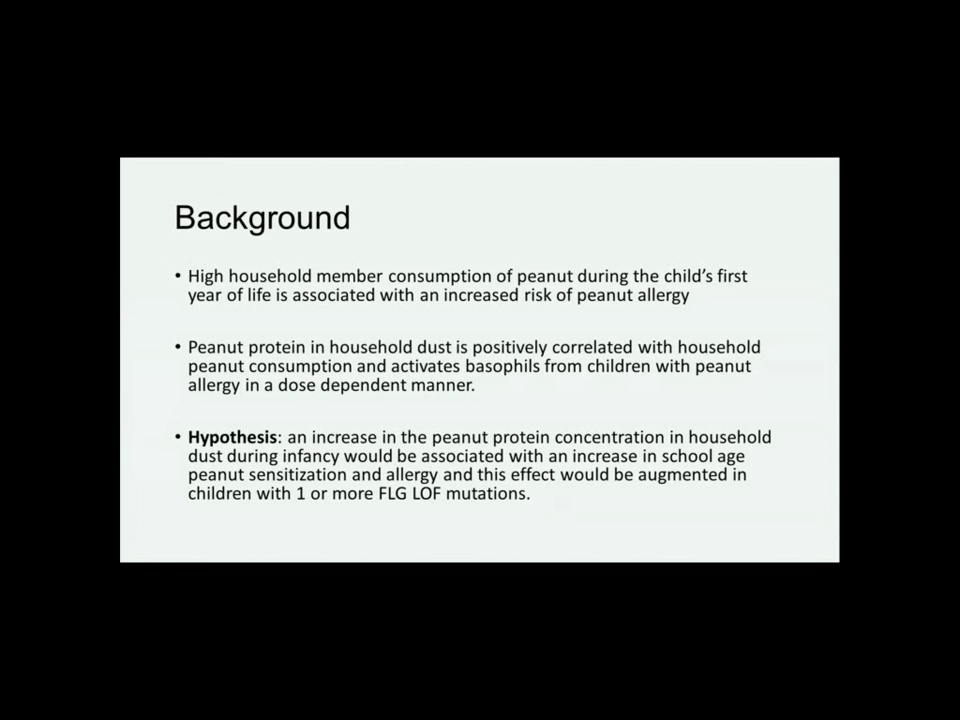 Background
• High household member consumption of peanut during the child’s first
year of life is associated with an increased risk of peanut allergy
• Peanut protein in household dust is positively correlated with household
peanut consumption and activates basophils from children with peanut
allergy in a dose dependent manner.
• Hypothesis: an increase in the peanut protein concentration in household
dust during infancy would be associated with an increase in school age
peanut sensitization and allergy and this effect would be augmented in
children with 1 or more FLG LOF mutations.